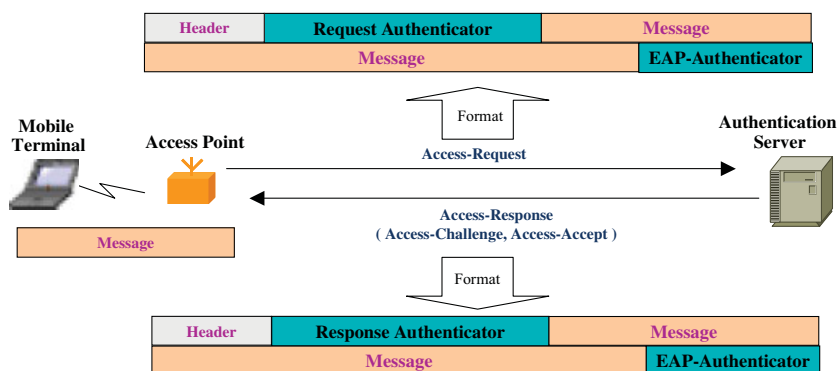 Header Request Authenticator Message
Message EAP-Authenticator
Format
Mobile
Terminal
Access Point
Authentication
Server
Access-Request
Access-Response
( Access-Challenge, Access-Accept )
Message
Format
Header Response Authenticator Message
Message EAP-Authenticator